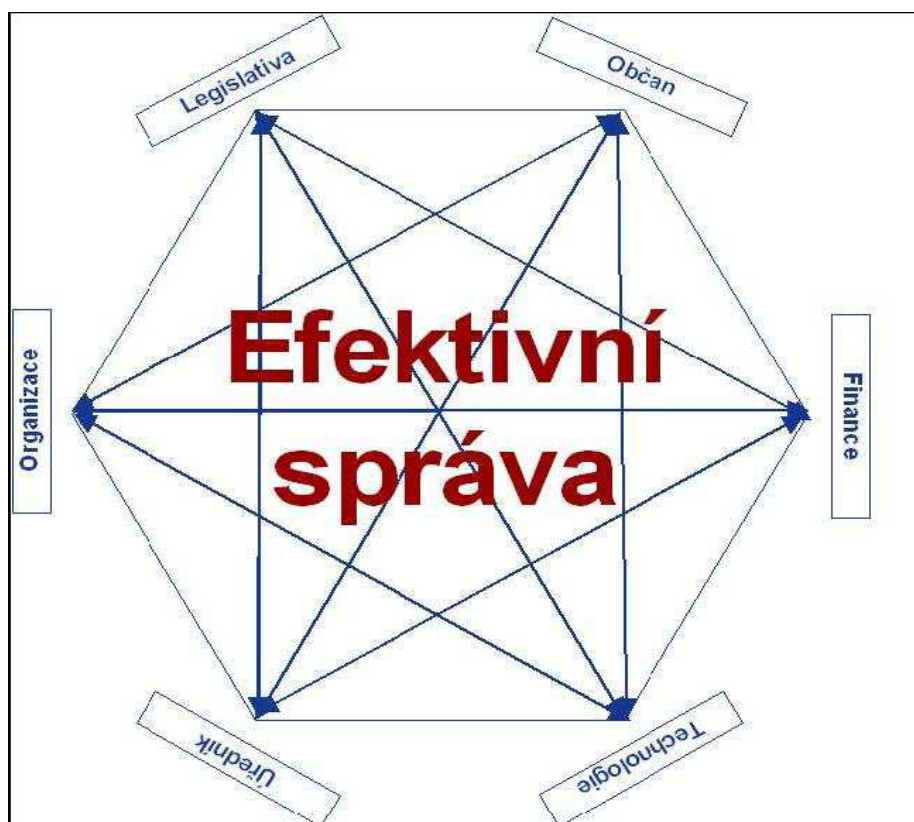 Legislativa
Občan
Organizace
Efektivní
správa
Finance
Úředník
Technologie